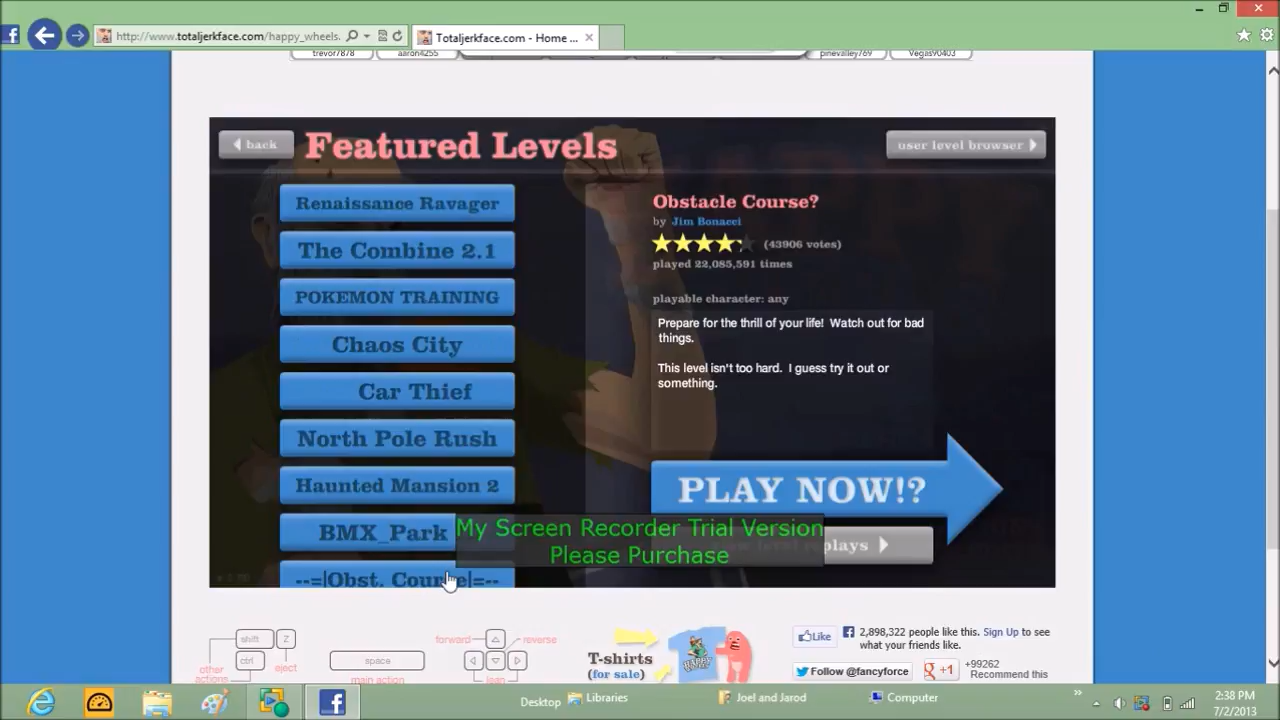 http://www.totaljerkface.com/happy_wheels.
Totaljerkface.com - Home ...
trevor7878
aaron4255
pinevalley769
Vegas90403
back
Featured Levels
user level browser
Renaissance Ravager
The Combine 2.1
POKEMON TRAINING
Chaos City
Car Thief
North Pole Rush
Haunted Mansion 2
BMX_Park
--=|Obst. Course|=--
Obstacle Course?
by Jim Bonacci
(43906 votes)
played 22,085,591 times
playable character: any
Prepare for the thrill of your life! Watch out for bad
things.
This level isn't too hard. I guess try it out or
something.
PLAY NOW!?
replays
My Screen Recorder Trial Version
Please Purchase
shift
Z
ctrl
eject
other
actions
space
main action
forward
reverse
lean
T-shirts
(for sale)
Like
2,898,322 people like this. Sign Up to see
what your friends like.
Follow @fancyforce
+1
+99262
Recommend this
Desktop
Libraries
Joel and Jarod
Computer
2:38 PM
7/2/2013